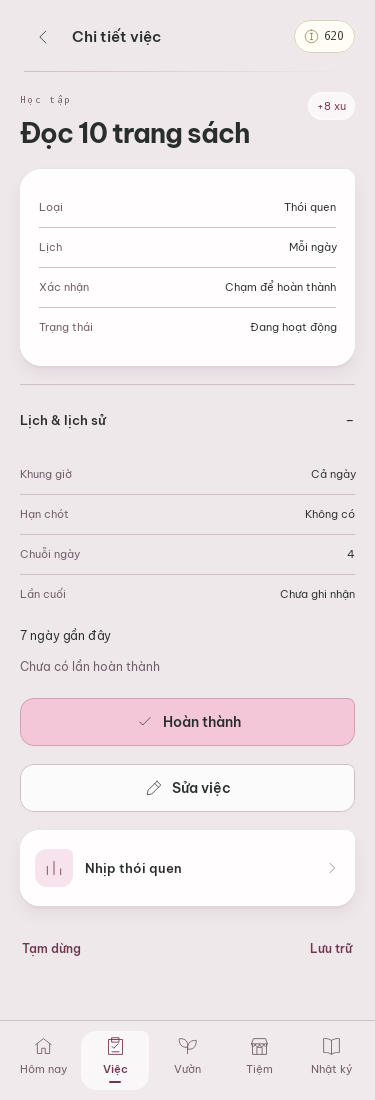 Chi tiết việc
620
Học tập
+8 xu
Đọc 10 trang sách
Loại Thói quen
Lịch Mỗi ngày
Xác nhận Chạm để hoàn thành
Trạng thái Đang hoạt động
Lịch & lịch sử –
Khung giờ Cả ngày
Hạn chót Không có
Chuỗi ngày 4
Lần cuối Chưa ghi nhận
7 ngày gần đây
Chưa có lần hoàn thành
Hoàn thành
Sửa việc
Nhịp thói quen
Tạm dừng Lưu trữ
Hôm nay Việc Vườn Tiệm Nhật ký